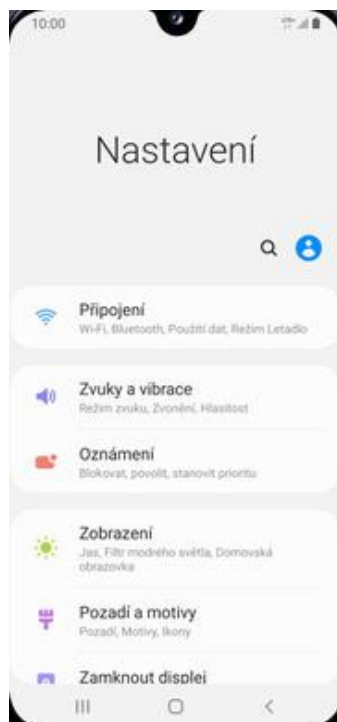 10:00
Nastavení
Připojení
Wi-Fi, Bluetooth, Použití dat, Režim Letadlo
Zvuky a vibrace
Režim zvuku, Zvonění, Hlasitost
Oznámení
Blokovat, povolit, stanovit prioritu
Zobrazení
Jas, Filtr modrého světla, Domovská
obrazovka
Pozadí a motivy
Pozadí, Motivy, Ikony
Zamknout displej